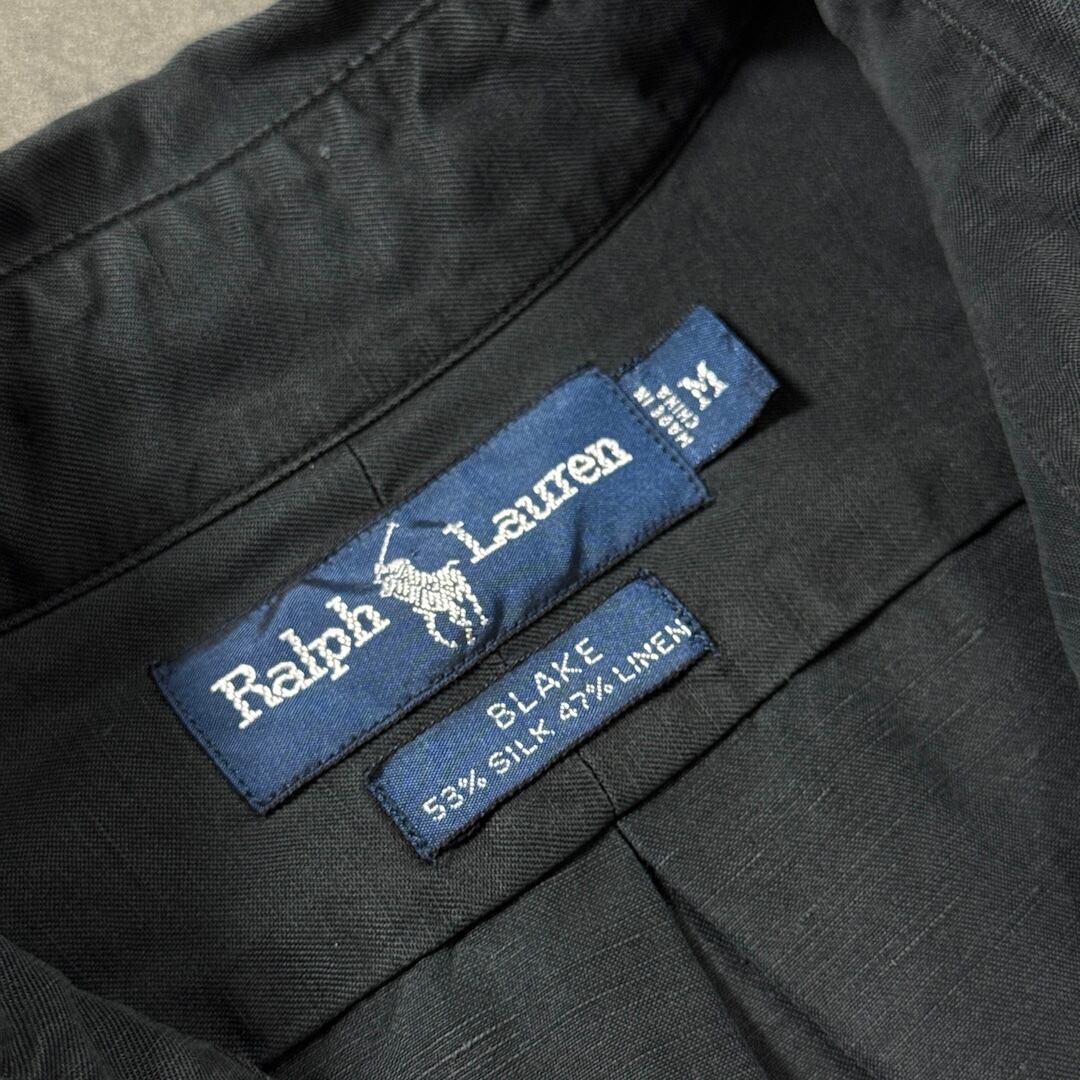 Ralph Lauren
M
MADE IN
CHINA
BLAKE
53% SILK 47% LINEN